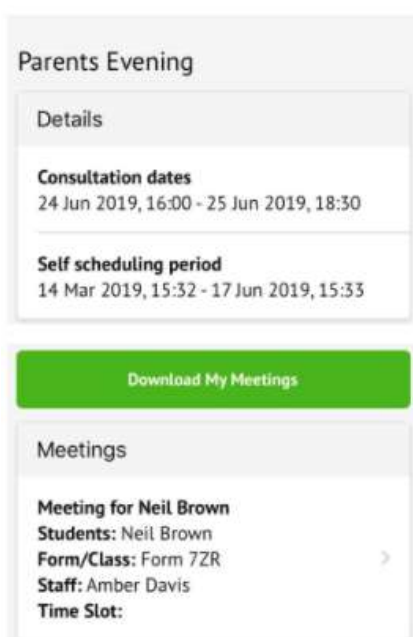 Parents Evening
Details
Consultation dates
24 Jun 2019, 16:00 - 25 Jun 2019, 18:30
Self scheduling period
14 Mar 2019, 15:32 - 17 Jun 2019, 15:33
Download My Meetings
Meetings
Meeting for Neil Brown
Students: Neil Brown
Form/Class: Form 7ZR
Staff: Amber Davis
Time Slot: